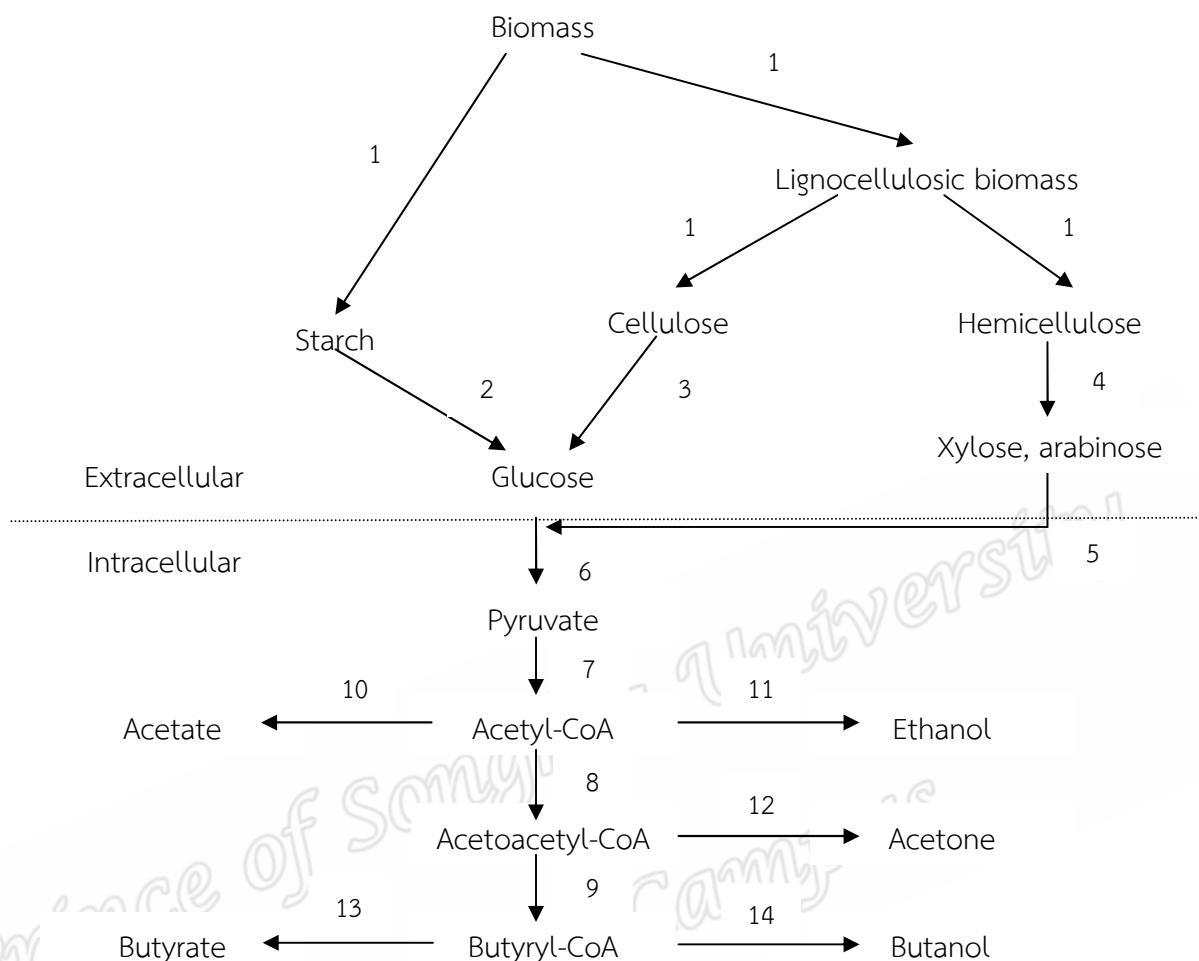 Biomass
1
1
Lignocellulosic biomass
1
1
Starch
Cellulose
Hemicellulose
2
3
4
Xylose, arabinose
Extracellular
Glucose
Intracellular
5
6
Pyruvate
7
10
11
Acetate
Acetyl-CoA
Ethanol
8
12
Acetoacetyl-CoA
Acetone
9
13
14
Butyrate
Butyryl-CoA
Butanol
University
of